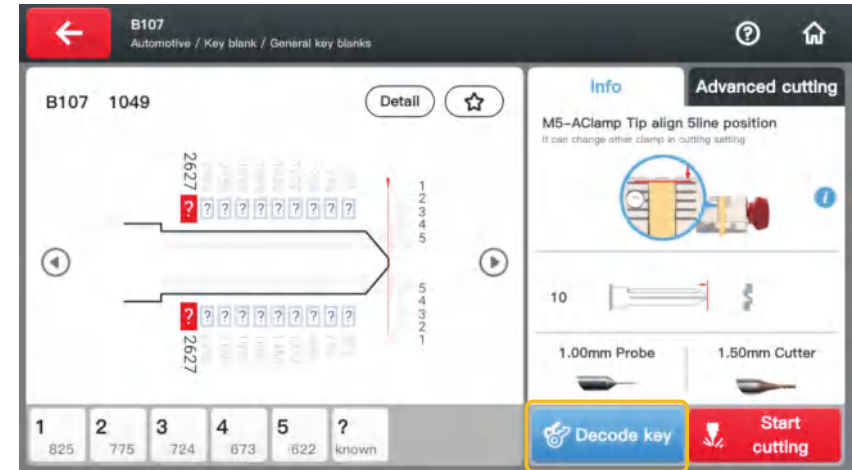 B107
Automotive / Key blank / General key blanks
B107 1049
Detail
2627
? ? ? ? ? ? ? ? ? ?
1
2
3
4
5
5
4
3
2
1
? ? ? ? ? ? ? ? ? ?
2627
1 2 3 4 5 ?
825 775 724 673 622 known
Info
Advanced cutting
M5-AClamp Tip align 5line position
It can change other clamp in cutting setting
i
10
1.00mm Probe
1.50mm Cutter
Decode key
Start
cutting